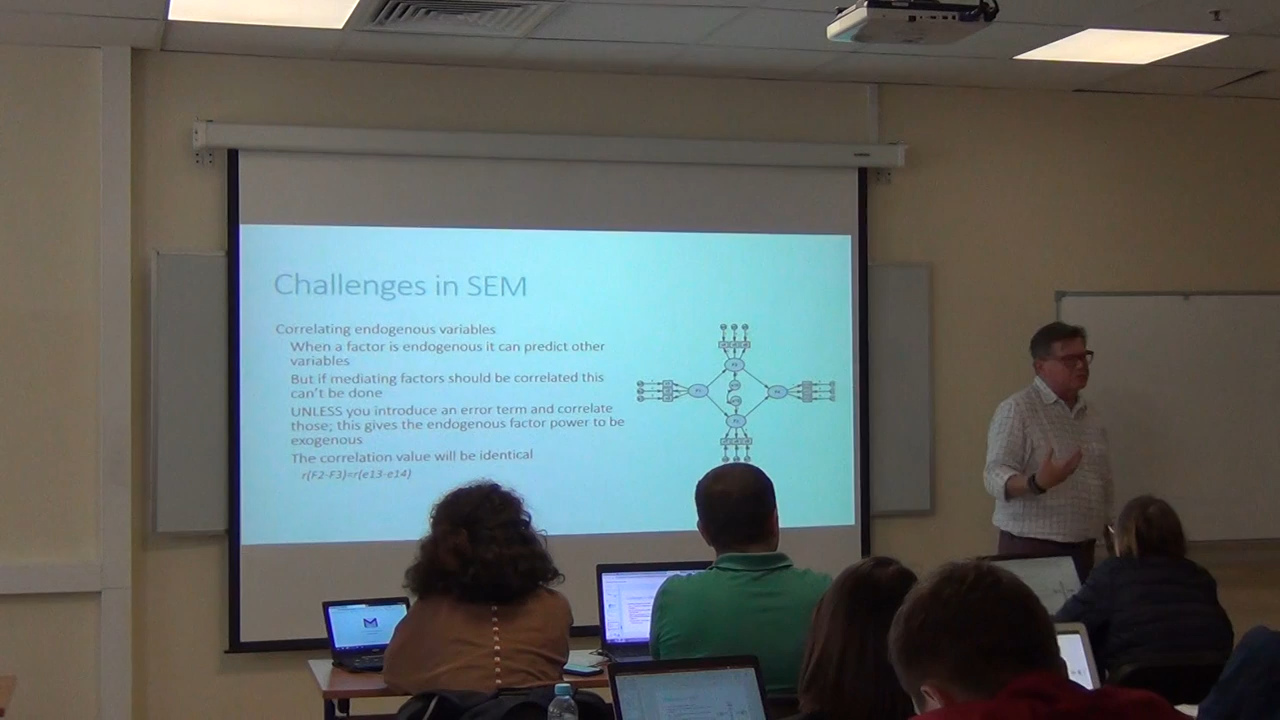 Challenges in SEM
Correlating endogenous variables
When a factor is endogenous it can predict other
variables
But if mediating factors should be correlated this
can't be done
UNLESS you introduce an error term and correlate
those; this gives the endogenous factor power to be
exogenous
The correlation value will be identical
r(F2-F3)=r(e13-e14)